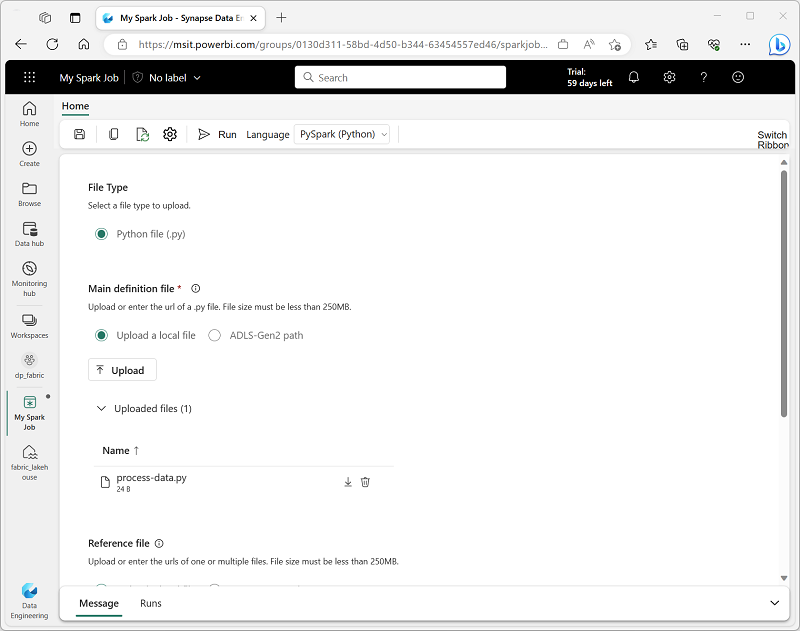 My Spark Job - Synapse Data E
https://msit.powerbi.com/groups/0130d311-58bd-4d50-b344-63454557ed46/sparkjob...
My Spark Job
No label
Search
Trial:
59 days left
Home
Create
Browse
Data hub
Monitoring
hub
Workspaces
dp_fabric
My Spark
Job
fabric_lakeh
ouse
Data
Engineering
Home
Run
Language
PySpark (Python)
Switch
Ribbon
File Type
Select a file type to upload.
Python file (.py)
Main definition file *
Upload or enter the url of a .py file. File size must be less than 250MB.
Upload a local file
ADLS-Gen2 path
Upload
Uploaded files (1)
Name ↑
process-data.py
24 B
Reference file
Upload or enter the urls of one or multiple files. File size must be less than 250MB.
Message
Runs